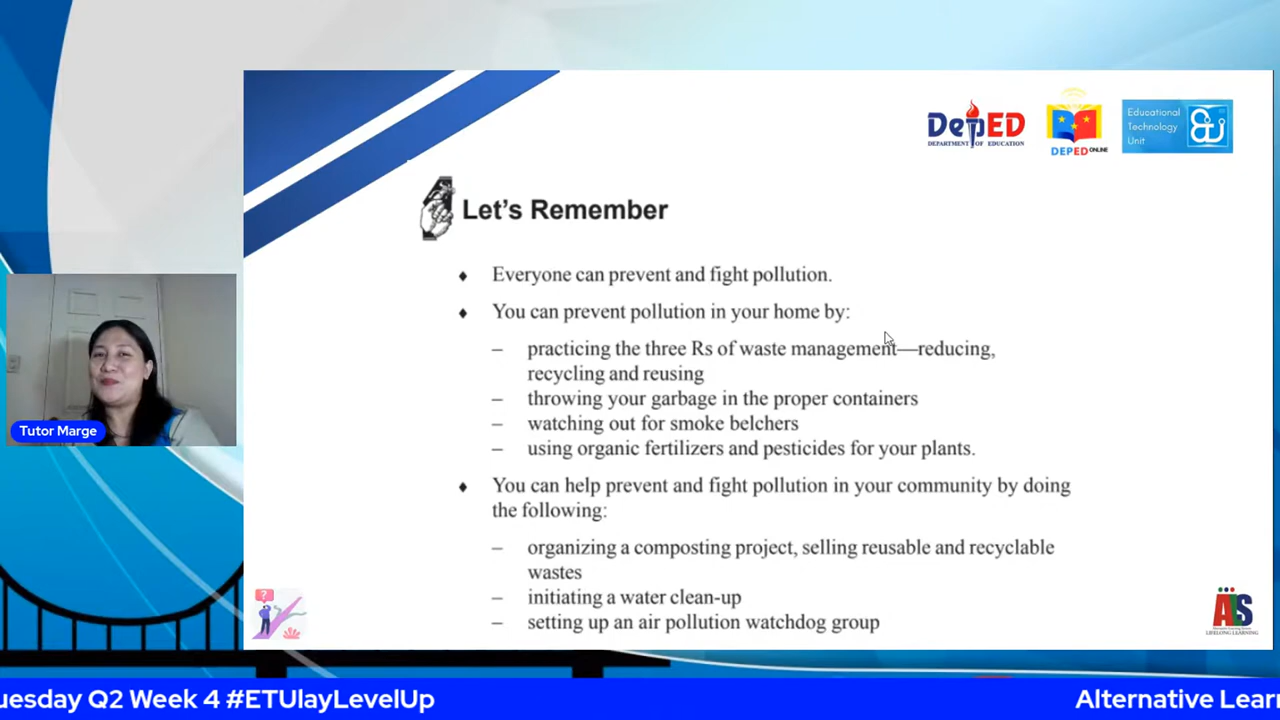 DepED
DEPARTMENT OF EDUCATION
DEPED ONLINE
Educational
Technology
Unit
Let's Remember
♦ Everyone can prevent and fight pollution.
♦ You can prevent pollution in your home by:
– practicing the three Rs of waste management—reducing,
recycling and reusing
– throwing your garbage in the proper containers
– watching out for smoke belchers
– using organic fertilizers and pesticides for your plants.
♦ You can help prevent and fight pollution in your community by doing
the following:
– organizing a composting project, selling reusable and recyclable
wastes
– initiating a water clean-up
– setting up an air pollution watchdog group
Tutor Marge
?
ALS
LIFELONG LEARNING
uesday Q2 Week 4 #ETUlayLevelUp
Alternative Learn